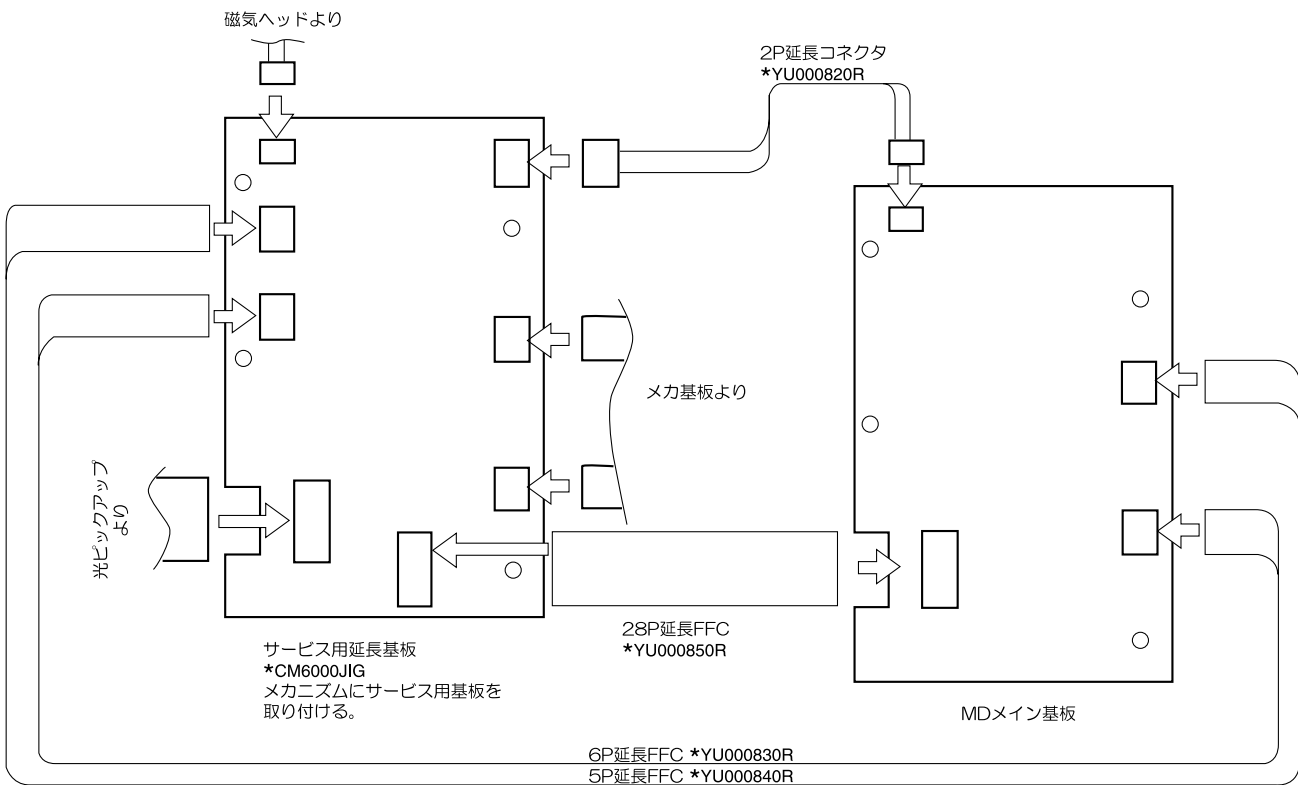 磁気ヘッドより
2P延長コネクタ
*YU000820R
メカ基板より
光ピックアップ
より
28P延長FFC
*YU000850R
サービス用延長基板
*CM6000JIG
メカニズムにサービス用基板を
取り付ける。
MDメイン基板
6P延長FFC *YU000830R
5P延長FFC *YU000840R